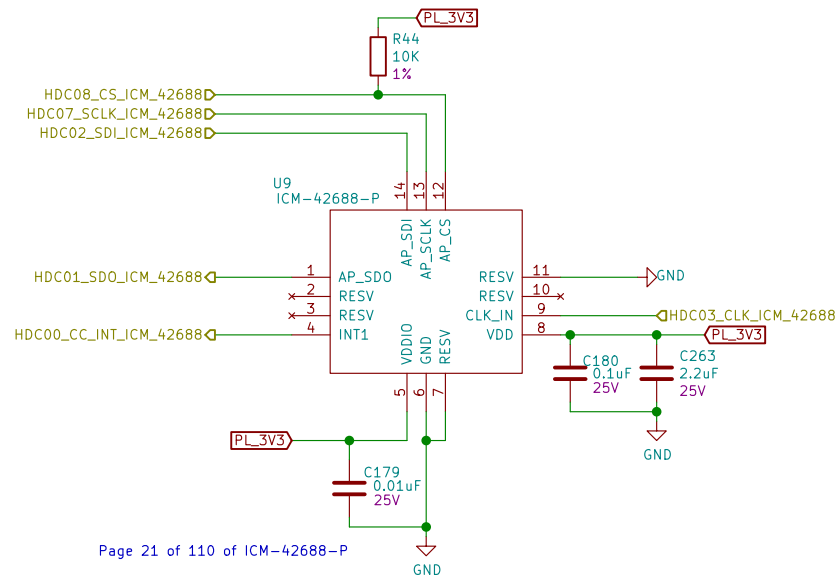 PL_3V3
R44
10K
1%
HDC08_CS_ICM_42688
HDC07_SCLK_ICM_42688
HDC02_SDI_ICM_42688
U9
ICM-42688-P
14
13
12
AP_SDI
AP_SCLK
AP_CS
HDC01_SDO_ICM_42688
1
AP_SDO
2
RESV
3
RESV
HDC00_CC_INT_ICM_42688
4
INT1
RESV
11
GND
RESV
10
CLK_IN
9
HDC03_CLK_ICM_42688
VDD
8
PL_3V3
VDDIO
GND
RESV
5
6
7
C180
0.1uF
25V
C263
2.2uF
25V
GND
PL_3V3
C179
0.01uF
25V
Page 21 of 110 of ICM-42688-P
GND